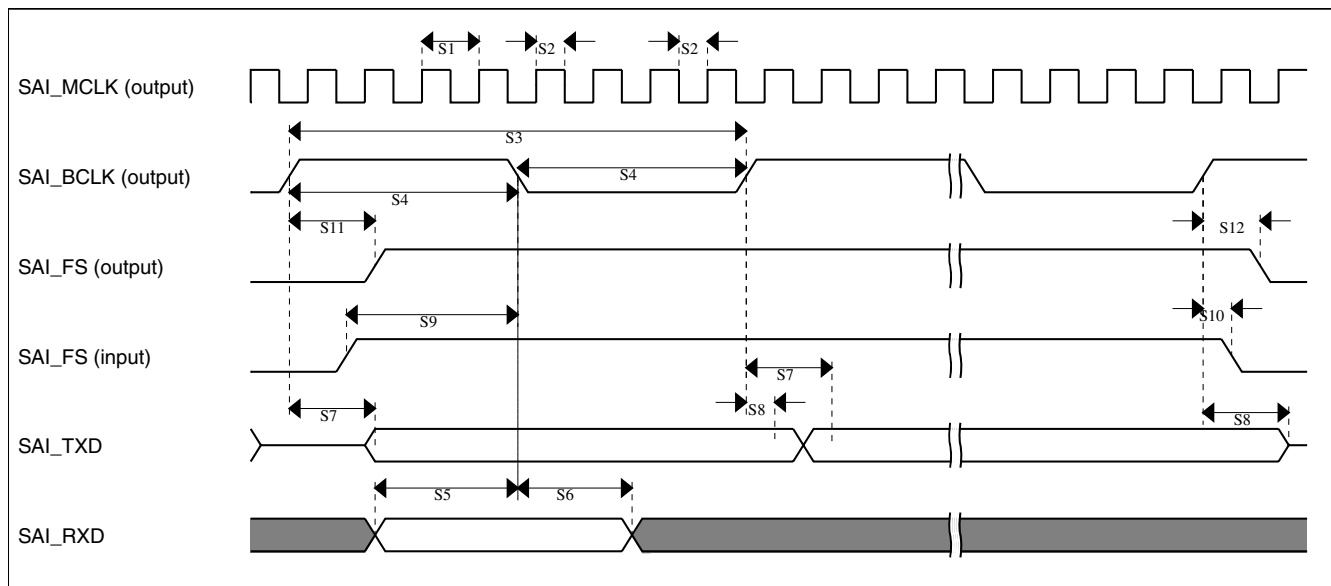 S1 S2 S2
SAI_MCLK (output)
S3
SAI_BCLK (output)
S4
S4
S11 S12
SAI_FS (output)
S9 S10
SAI_FS (input)
S7
S7 S8 S8
SAI_TXD
S5 S6
SAI_RXD